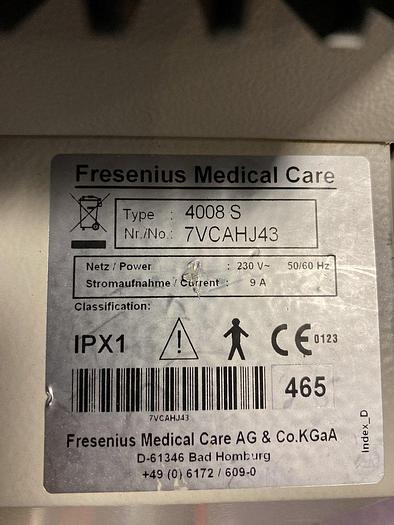 Fresenius Medical Care
Type : 4008 S
Nr./No.: 7VCAHJ43
Netz / Power : 230 V~ 50/60 Hz
Stromaufnahme / Current : 9 A
Classification:
IPX1 CE 0123
7VCAHJ43
465
Fresenius Medical Care AG & Co.KGaA
D-61346 Bad Homburg
+49 (0) 6172 / 609-0
Index_D